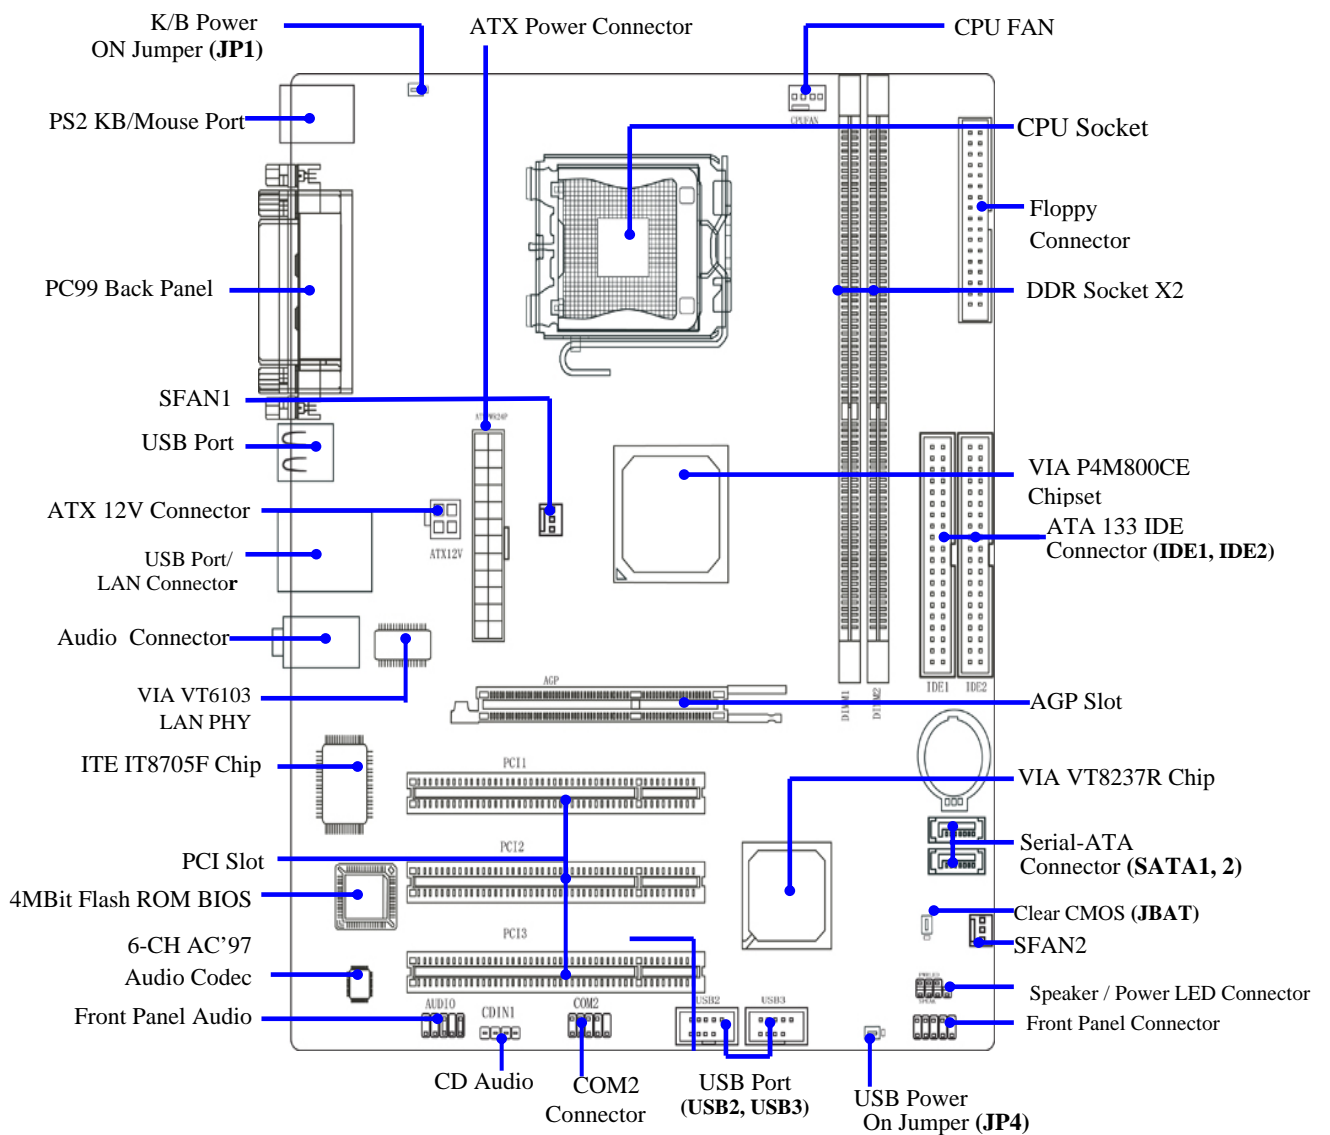 K/B Power
ON Jumper (JP1)
ATX Power Connector
CPU FAN
PS2 KB/Mouse Port
CPUFAN
CPU Socket
Floppy
Connector
PC99 Back Panel
DDR Socket X2
SFAN1
USB Port
VIA P4M800CE
Chipset
ATX 12V Connector
ATX12V
ATA 133 IDE
Connector (IDE1, IDE2)
USB Port/
LAN Connector
Audio Connector
IDE1
IDE2
VIA VT6103
LAN PHY
AGP
DIMM1
DIMM2
AGP Slot
ITE IT8705F Chip
PCI1
VIA VT8237R Chip
PCI Slot
PCI2
Serial-ATA
Connector (SATA1, 2)
4MBit Flash ROM BIOS
Clear CMOS (JBAT)
6-CH AC’97
Audio Codec
PCI3
SFAN2
Speaker / Power LED Connector
SPEAK
Front Panel Audio
AUDIO
CDIN1
COM2
USB2
USB3
Front Panel Connector
CD Audio
COM2
Connector
USB Port
(USB2, USB3)
USB Power
On Jumper (JP4)